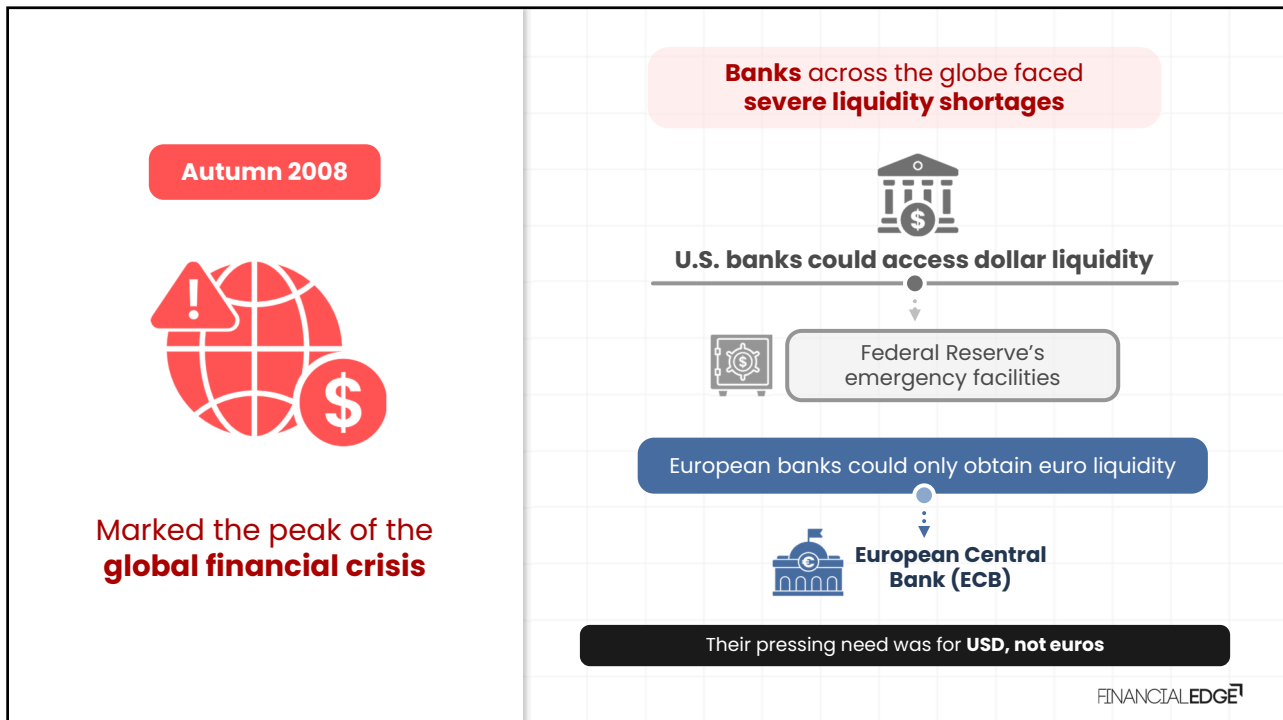 Autumn 2008
Marked the peak of the
global financial crisis
Banks across the globe faced
severe liquidity shortages
$
U.S. banks could access dollar liquidity
$
Federal Reserve's
emergency facilities
European banks could only obtain euro liquidity
€
European Central
Bank (ECB)
Their pressing need was for USD, not euros
FINANCIALEDGE
!
$